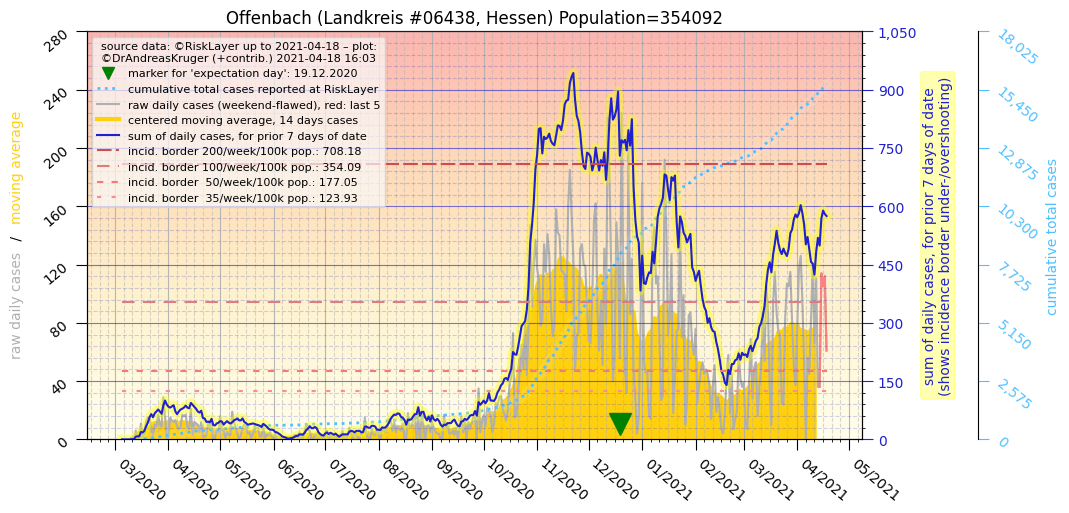 Offenbach (Landkreis #06438, Hessen) Population=354092
source data: ©RiskLayer up to 2021-04-18 – plot:
©DrAndreasKruger (+contrib.) 2021-04-18 16:03
marker for 'expectation day': 19.12.2020
cumulative total cases reported at RiskLayer
raw daily cases (weekend-flawed), red: last 5
centered moving average, 14 days cases
sum of daily cases, for prior 7 days of date
incid. border 200/week/100k pop.: 708.18
incid. border 100/week/100k pop.: 354.09
incid. border  50/week/100k pop.: 177.05
incid. border  35/week/100k pop.: 123.93
raw daily cases / moving average
280
240
200
160
120
80
40
0
03/2020
04/2020
05/2020
06/2020
07/2020
08/2020
09/2020
10/2020
11/2020
12/2020
01/2021
02/2021
03/2021
04/2021
05/2021
1,050
900
750
600
450
300
150
0
sum of daily cases, for prior 7 days of date
(shows incidence border under-/overshooting)
18,025
15,450
12,875
10,300
7,725
5,150
2,575
0
cumulative total cases